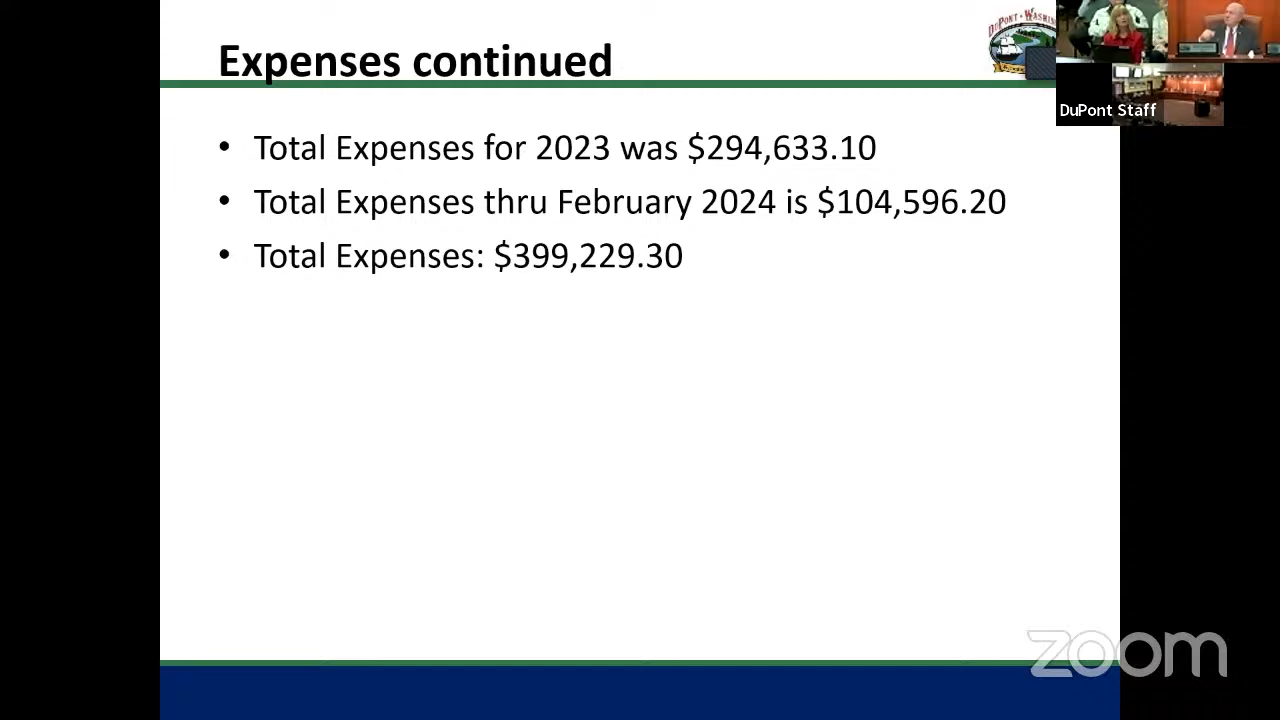 Expenses continued
• Total Expenses for 2023 was $294,633.10
• Total Expenses thru February 2024 is $104,596.20
• Total Expenses: $399,229.30
DuPont Staff
zoom